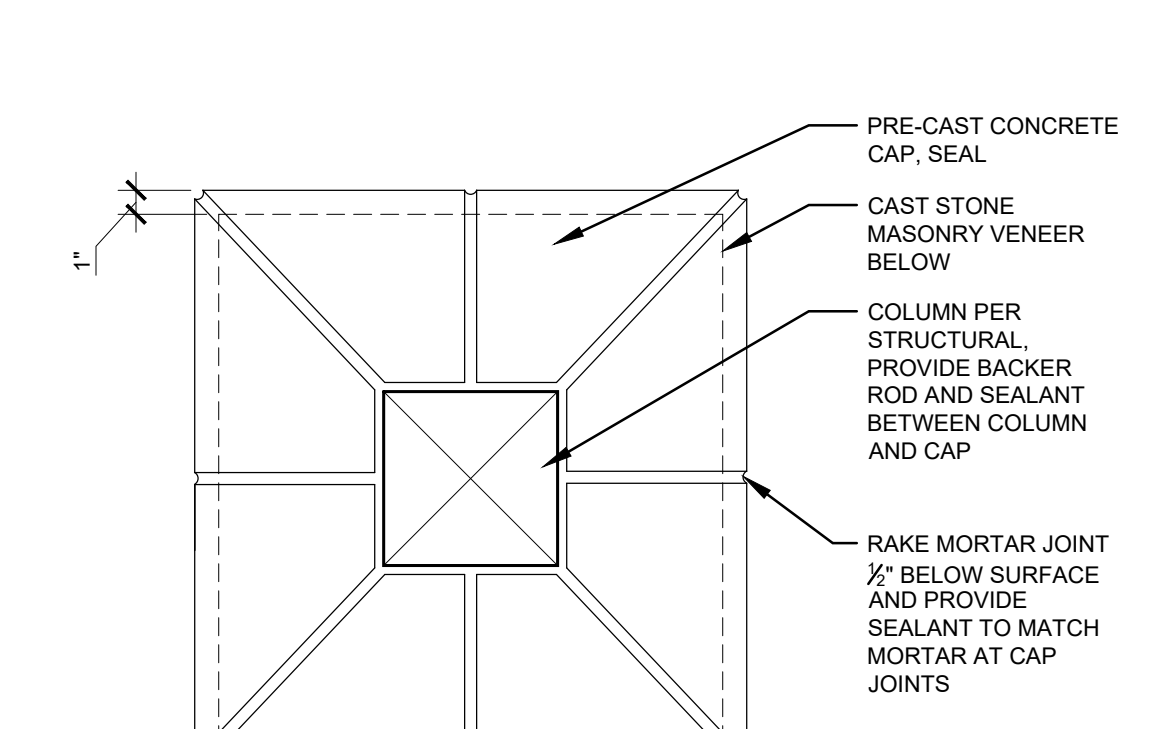 PRE-CAST CONCRETE
CAP, SEAL
CAST STONE
MASONRY VENEER
BELOW
1"
COLUMN PER
STRUCTURAL,
PROVIDE BACKER
ROD AND SEALANT
BETWEEN COLUMN
AND CAP
RAKE MORTAR JOINT
½" BELOW SURFACE
AND PROVIDE
SEALANT TO MATCH
MORTAR AT CAP
JOINTS